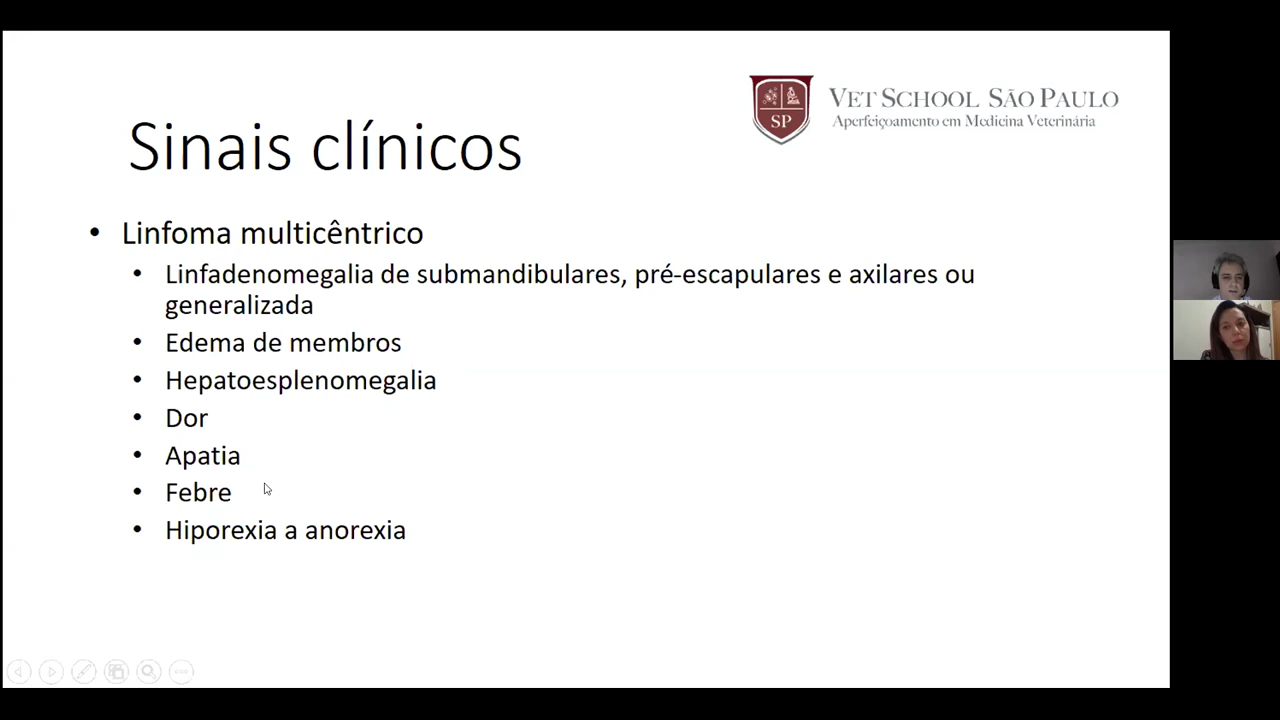 SP
VET SCHOOL SÃO PAULO
Aperfeiçoamento em Medicina Veterinária
Sinais clínicos
• Linfoma multicêntrico
• Linfadenomegalia de submandibulares, pré-escapulares e axilares ou
generalizada
• Edema de membros
• Hepatoesplenomegalia
• Dor
• Apatia
• Febre
• Hiporexia a anorexia